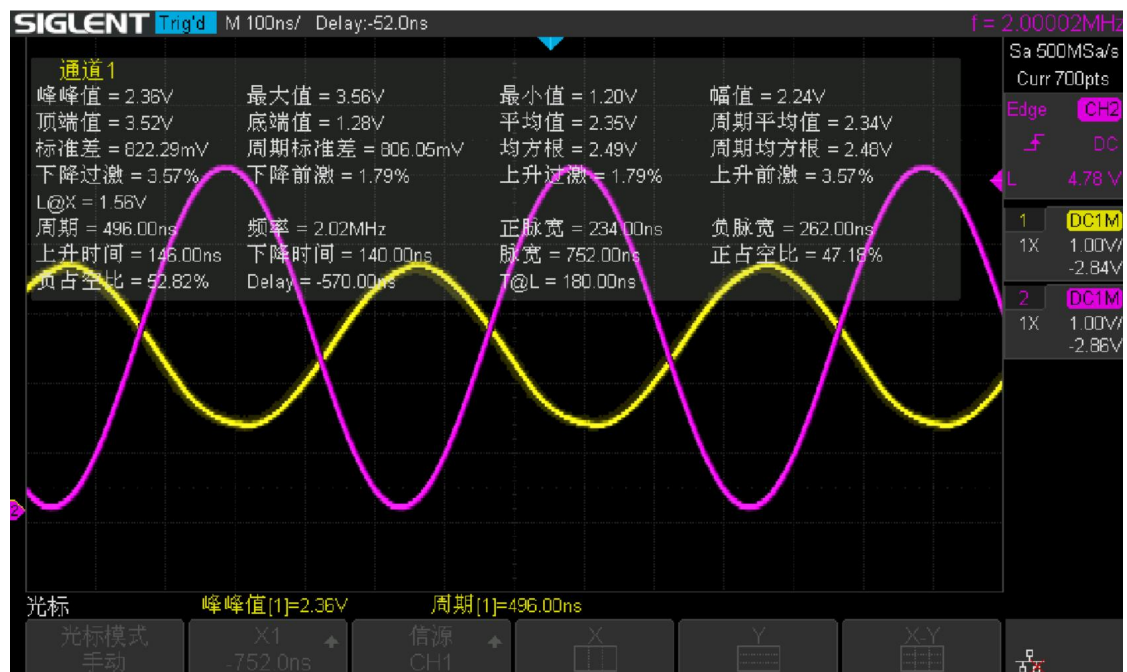 SIGLENT Trig'd M 100ns/ Delay:-52.0ns f = 2.00002MHz
Sa 500MSa/s
Curr 700pts
Edge CH2
DC
L 4.78 V
1 DC1M
1X 1.00V/
-2.84V
2 DC1M
1X 1.00V/
-2.86V
通道1
峰峰值 = 2.36V 最大值 = 3.56V 最小值 = 1.20V 幅值 = 2.24V
顶端值 = 3.52V 底端值 = 1.28V 平均值 = 2.35V 周期平均值 = 2.34V
标准差 = 822.29mV 周期标准差 = 806.05mV 均方根 = 2.49V 周期均方根 = 2.48V
下降过激 = 3.57% 下降前激 = 1.79% 上升过激 = 1.79% 上升前激 = 3.57%
L@X = 1.56V
周期 = 496.00ns 频率 = 2.02MHz 正脉宽 = 234.00ns 负脉宽 = 262.00ns
上升时间 = 146.00ns 下降时间 = 140.00ns 脉宽 = 752.00ns 正占空比 = 47.18%
负占空比 = 52.82% Delay = -570.00ns T@L = 180.00ns
2
光标 峰峰值[1]=2.36V 周期[1]=496.00ns
光标模式 X1 信源 X Y X-Y
手动 -752.0ns CH1